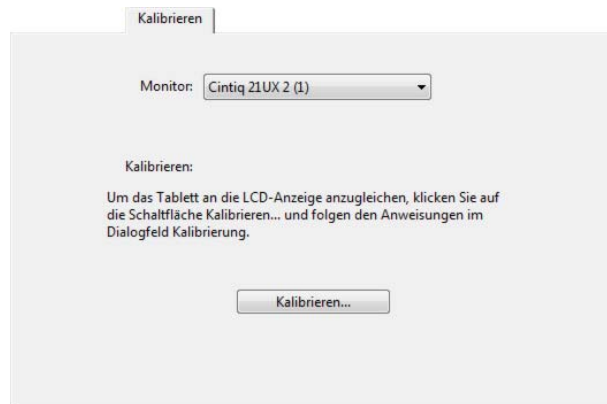 Kalibrieren
Monitor: Cintiq 21UX 2 (1)
Kalibrieren:
Um das Tablett an die LCD-Anzeige anzugleichen, klicken Sie auf
die Schaltfläche Kalibrieren... und folgen den Anweisungen im
Dialogfeld Kalibrierung.
Kalibrieren...